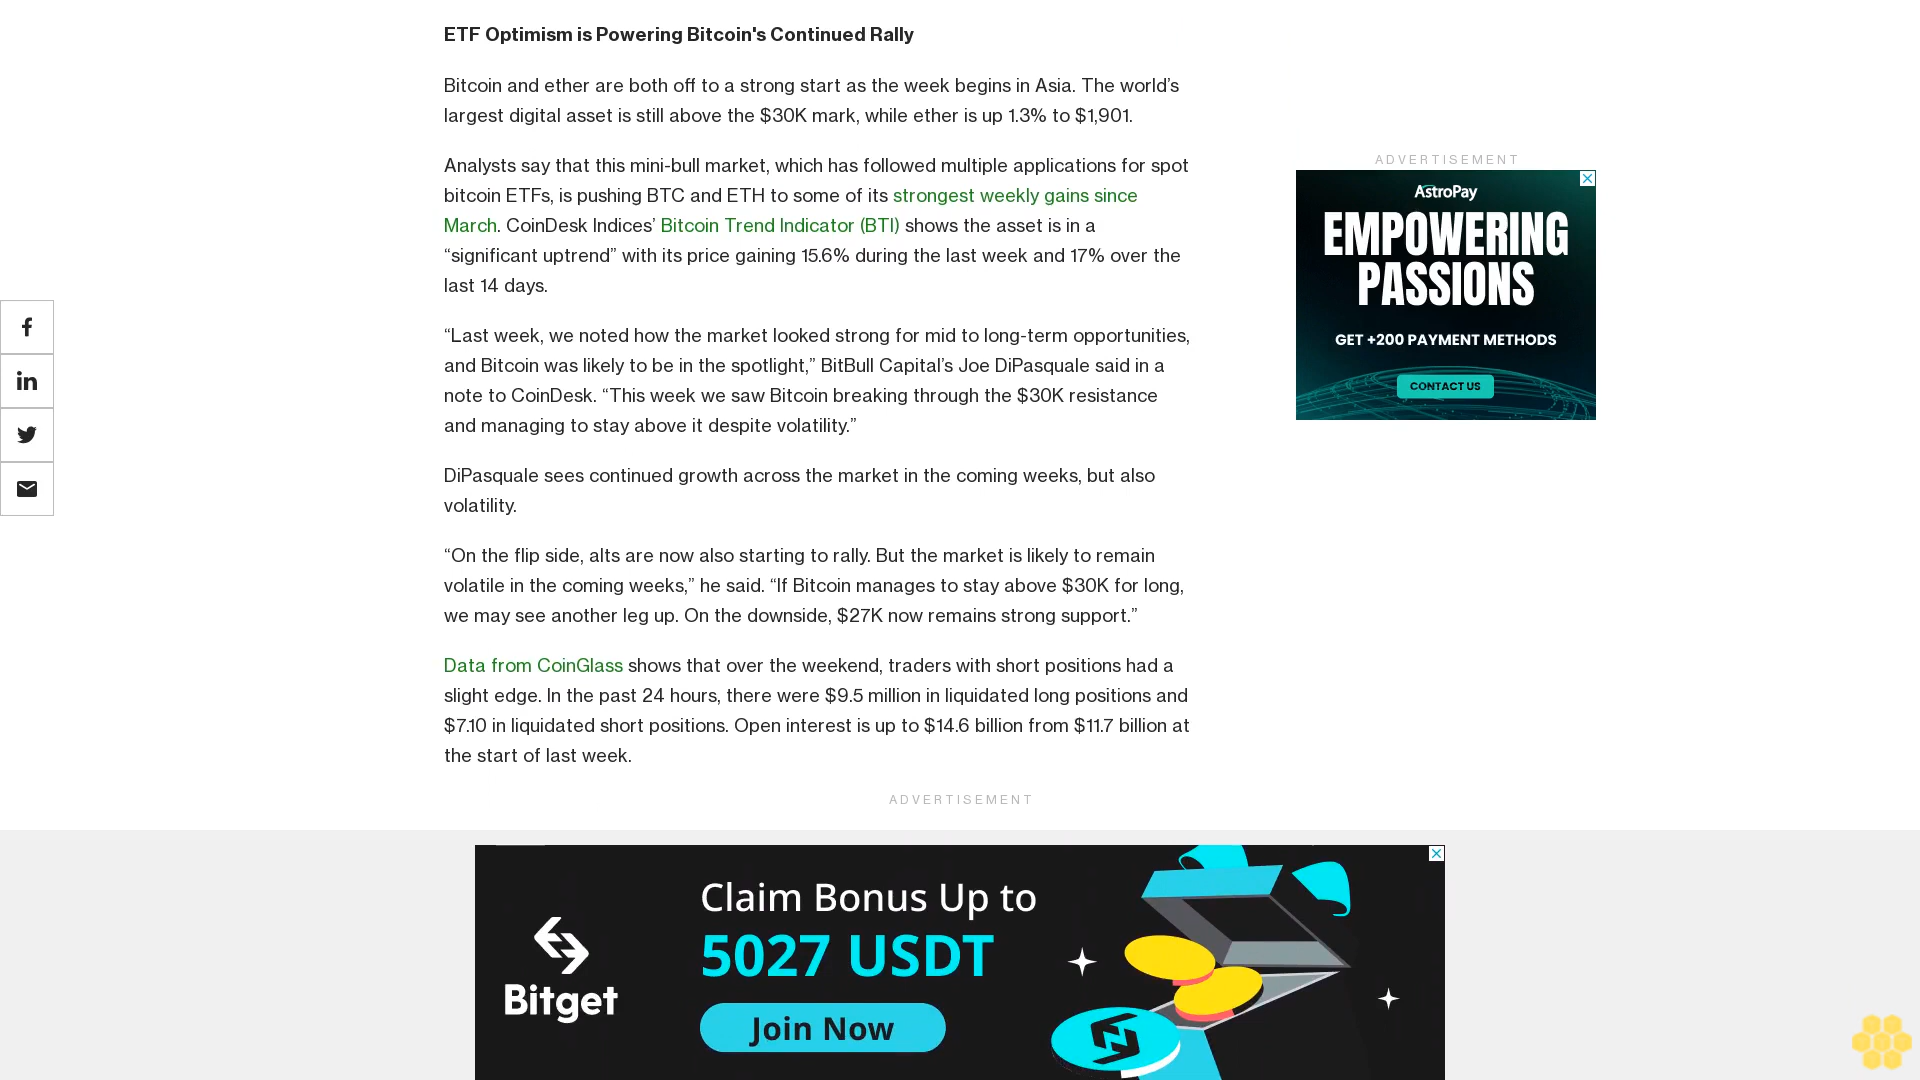 ETF Optimism is Powering Bitcoin's Continued Rally
Bitcoin and ether are both off to a strong start as the week begins in Asia. The world’s
largest digital asset is still above the $30K mark, while ether is up 1.3% to $1,901.
Analysts say that this mini-bull market, which has followed multiple applications for spot
bitcoin ETFs, is pushing BTC and ETH to some of its strongest weekly gains since
March. CoinDesk Indices’ Bitcoin Trend Indicator (BTI) shows the asset is in a
“significant uptrend” with its price gaining 15.6% during the last week and 17% over the
last 14 days.
“Last week, we noted how the market looked strong for mid to long-term opportunities,
and Bitcoin was likely to be in the spotlight,” BitBull Capital’s Joe DiPasquale said in a
note to CoinDesk. “This week we saw Bitcoin breaking through the $30K resistance
and managing to stay above it despite volatility.”
DiPasquale sees continued growth across the market in the coming weeks, but also
volatility.
“On the flip side, alts are now also starting to rally. But the market is likely to remain
volatile in the coming weeks,” he said. “If Bitcoin manages to stay above $30K for long,
we may see another leg up. On the downside, $27K now remains strong support.”
Data from CoinGlass shows that over the weekend, traders with short positions had a
slight edge. In the past 24 hours, there were $9.5 million in liquidated long positions and
$7.10 in liquidated short positions. Open interest is up to $14.6 billion from $11.7 billion at
the start of last week.
ADVERTISEMENT
AstroPay
EMPOWERING
PASSIONS
GET +200 PAYMENT METHODS
CONTACT US
ADVERTISEMENT
Bitget
Claim Bonus Up to
5027 USDT
Join Now